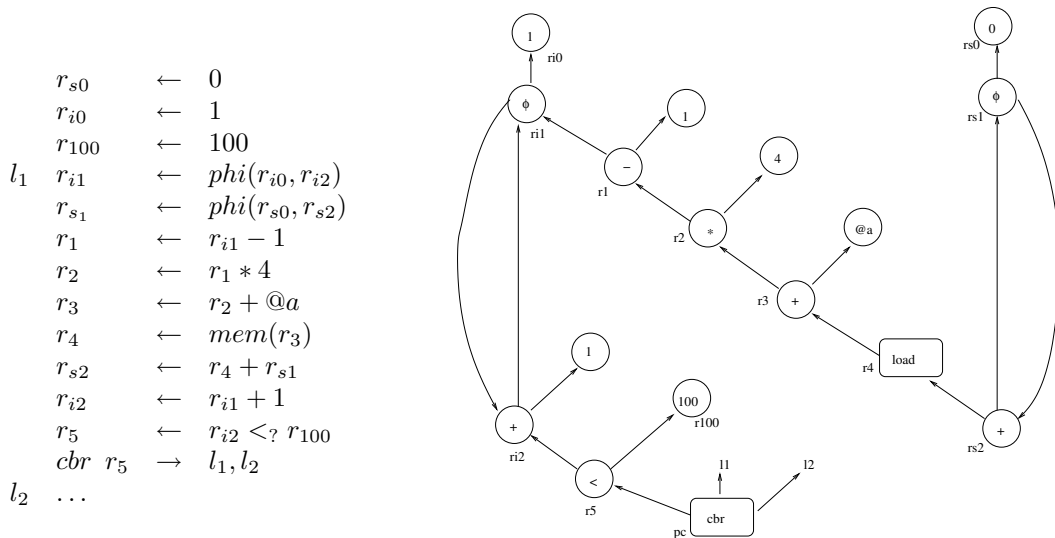 r_{s0} ← 0
r_{i0} ← 1
r_{100} ← 100
l_1 r_{i1} ← phi(r_{i0}, r_{i2})
r_{s_1} ← phi(r_{s0}, r_{s2})
r_1 ← r_{i1} − 1
r_2 ← r_1 ∗ 4
r_3 ← r_2 + @a
r_4 ← mem(r_3)
r_{s2} ← r_4 + r_{s1}
r_{i2} ← r_{i1} + 1
r_5 ← r_{i2} <_? r_{100}
cbr r_5 → l_1, l_2
l_2 ...
1
ri0
ϕ
ri1
1
−
r1
4
*
r2
@a
+
r3
load
r4
0
rs0
ϕ
rs1
+
rs2
1
+
ri2
100
r100
<
r5
l1
l2
cbr
pc